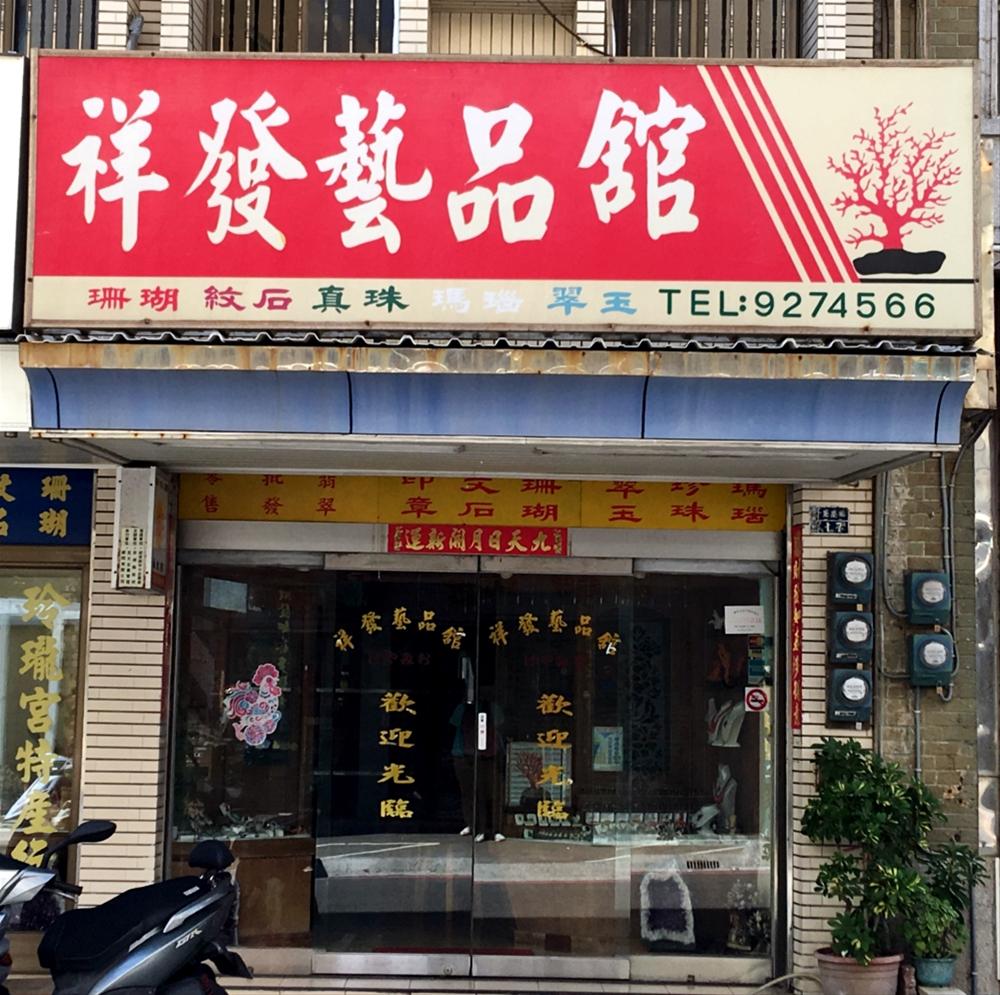 祥發藝品館
珊瑚 紋石 真珠 瑪瑙 翠玉 TEL:9274566
珊瑚
零售 批發 翡翠 印章 文石 珊瑚 翠玉 珍珠 瑪瑙
九天日月開新運
祥發藝品館 祥發藝品館
歡迎光臨 歡迎光臨
珍瓏宮特產